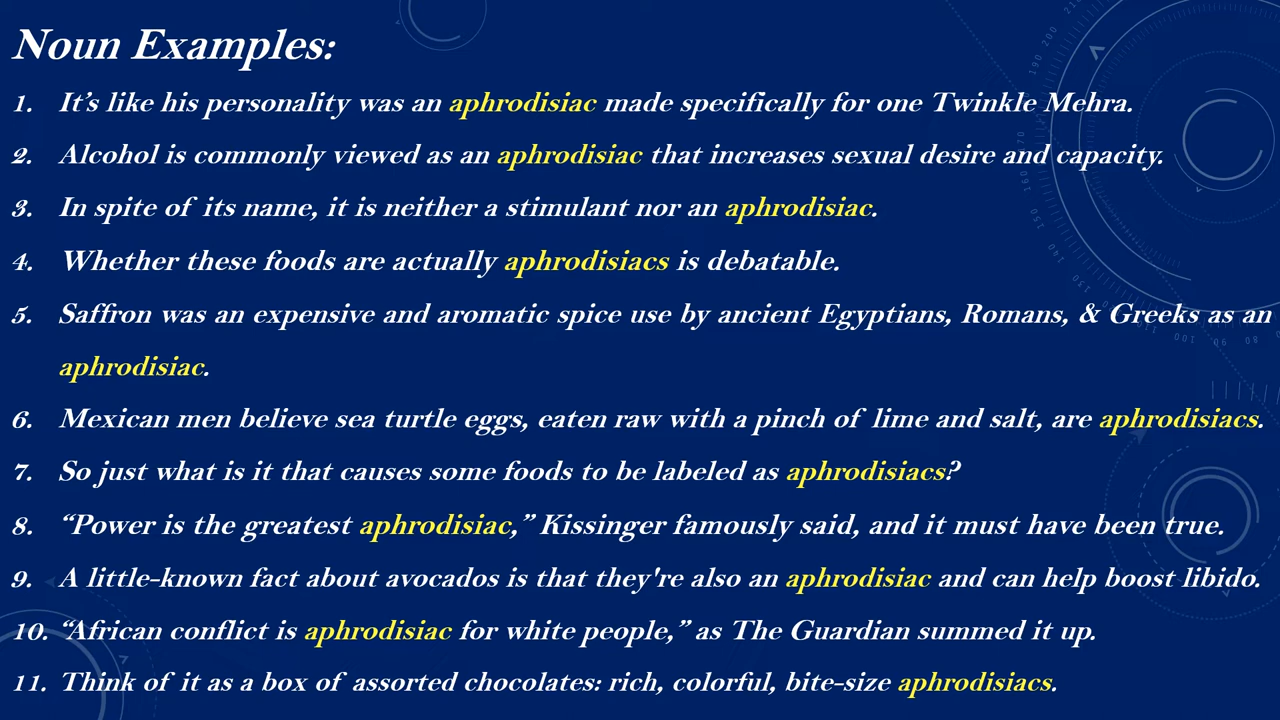 Noun Examples:
1. It’s like his personality was an aphrodisiac made specifically for one Twinkle Mehra.
2. Alcohol is commonly viewed as an aphrodisiac that increases sexual desire and capacity.
3. In spite of its name, it is neither a stimulant nor an aphrodisiac.
4. Whether these foods are actually aphrodisiacs is debatable.
5. Saffron was an expensive and aromatic spice use by ancient Egyptians, Romans, & Greeks as an
aphrodisiac.
6. Mexican men believe sea turtle eggs, eaten raw with a pinch of lime and salt, are aphrodisiacs.
7. So just what is it that causes some foods to be labeled as aphrodisiacs?
8. “Power is the greatest aphrodisiac,” Kissinger famously said, and it must have been true.
9. A little-known fact about avocados is that they're also an aphrodisiac and can help boost libido.
10. “African conflict is aphrodisiac for white people,” as The Guardian summed it up.
11. Think of it as a box of assorted chocolates: rich, colorful, bite-size aphrodisiacs.